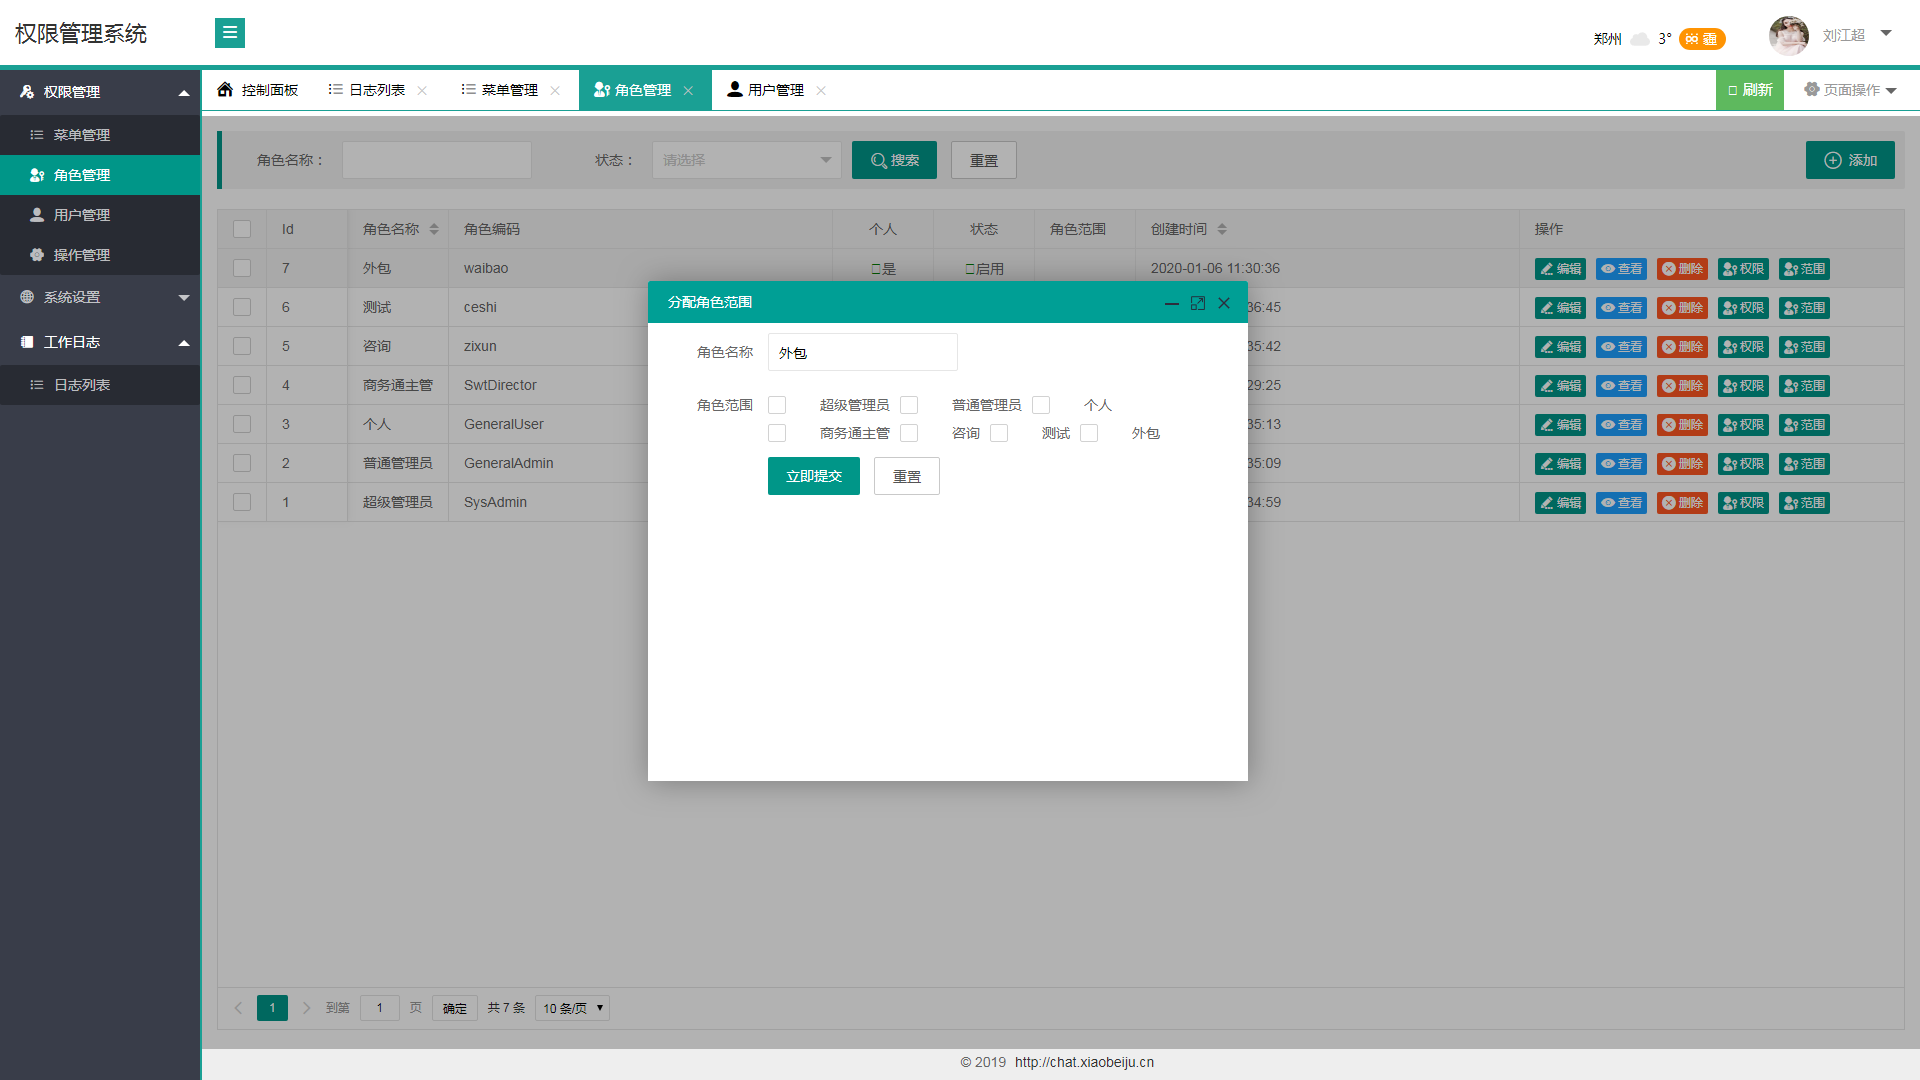 权限管理系统
郑州 3° 霾 刘江超
权限管理
菜单管理
角色管理
用户管理
操作管理
系统设置
工作日志
日志列表
控制面板 日志列表 菜单管理 角色管理 用户管理 刷新 页面操作
角色名称： 状态： 请选择 搜索 重置 添加
Id 角色名称 角色编码 个人 状态 角色范围 创建时间 操作
7 外包 waibao 是 启用 2020-01-06 11:30:36 编辑 查看 删除 权限 范围
6 测试 ceshi 36:45 编辑 查看 删除 权限 范围
5 咨询 zixun 35:42 编辑 查看 删除 权限 范围
4 商务通主管 SwtDirector 29:25 编辑 查看 删除 权限 范围
3 个人 GeneralUser 35:13 编辑 查看 删除 权限 范围
2 普通管理员 GeneralAdmin 35:09 编辑 查看 删除 权限 范围
1 超级管理员 SysAdmin 34:59 编辑 查看 删除 权限 范围
分配角色范围
角色名称 外包
角色范围 超级管理员 普通管理员 个人
商务通主管 咨询 测试 外包
立即提交 重置
1 到第 1 页 确定 共 7 条 10 条/页
© 2019 http://chat.xiaobeiju.cn